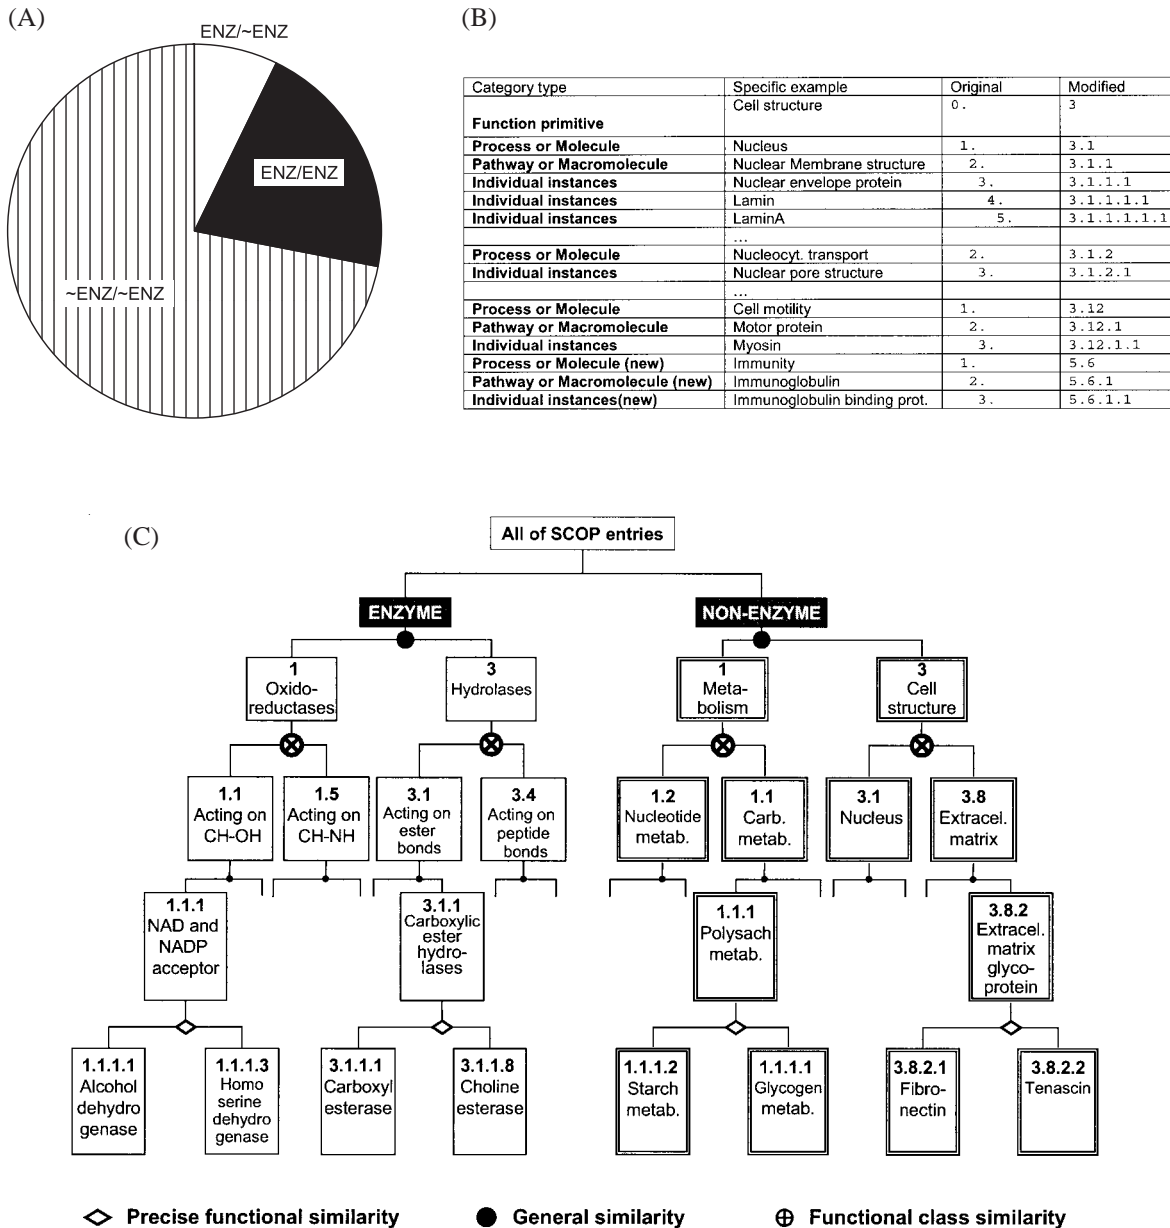 (A)
ENZ/~ENZ
ENZ/ENZ
~ENZ/~ENZ
(B)
Category type Specific example Original Modified
Function primitive Cell structure 0. 3
Process or Molecule Nucleus 1. 3.1
Pathway or Macromolecule Nuclear Membrane structure 2. 3.1.1
Individual instances Nuclear envelope protein 3. 3.1.1.1
Individual instances Lamin 4. 3.1.1.1.1
Individual instances LaminA 5. 3.1.1.1.1.1
...
Process or Molecule Nucleocyt. transport 2. 3.1.2
Individual instances Nuclear pore structure 3. 3.1.2.1
...
Process or Molecule Cell motility 1. 3.12
Pathway or Macromolecule Motor protein 2. 3.12.1
Individual instances Myosin 3. 3.12.1.1
Process or Molecule (new) Immunity 1. 5.6
Pathway or Macromolecule (new) Immunoglobulin 2. 5.6.1
Individual instances(new) Immunoglobulin binding prot. 3. 5.6.1.1
(C)
All of SCOP entries
ENZYME
NON-ENZYME
1
Oxido-
reductases
3
Hydrolases
1
Meta-
bolism
3
Cell
structure
1.1
Acting on
CH-OH
1.5
Acting on
CH-NH
3.1
Acting on
ester
bonds
3.4
Acting on
peptide
bonds
1.2
Nucleotide
metab.
1.1
Carb.
metab.
3.1
Nucleus
3.8
Extracel.
matrix
1.1.1
NAD and
NADP
acceptor
3.1.1
Carboxylic
ester
hydro-
lases
1.1.1
Polysach
metab.
3.8.2
Extracel.
matrix
glyco-
protein
1.1.1.1
Alcohol
dehydro
genase
1.1.1.3
Homo
serine
dehydro
genase
3.1.1.1
Carboxyl
esterase
3.1.1.8
Choline
esterase
1.1.1.2
Starch
metab.
1.1.1.1
Glycogen
metab.
3.8.2.1
Fibro-
nectin
3.8.2.2
Tenascin
Precise functional similarity
General similarity
Functional class similarity